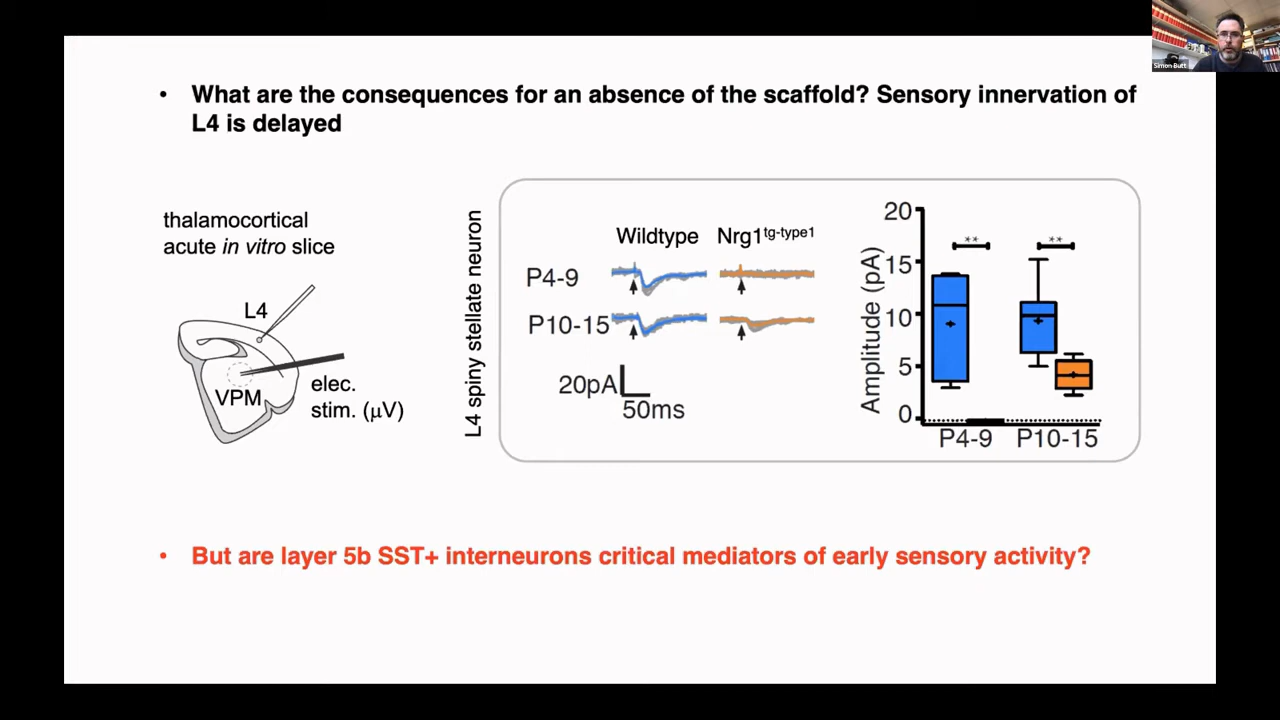 Simon Butt
• What are the consequences for an absence of the scaffold? Sensory innervation of
L4 is delayed
thalamocortical
acute in vitro slice
L4
VPM
elec.
stim. (μV)
L4 spiny stellate neuron
Wildtype
Nrg1tg-type1
P4-9
P10-15
20pA
50ms
Amplitude (pA)
20
15
10
5
0
**
**
P4-9
P10-15
• But are layer 5b SST+ interneurons critical mediators of early sensory activity?